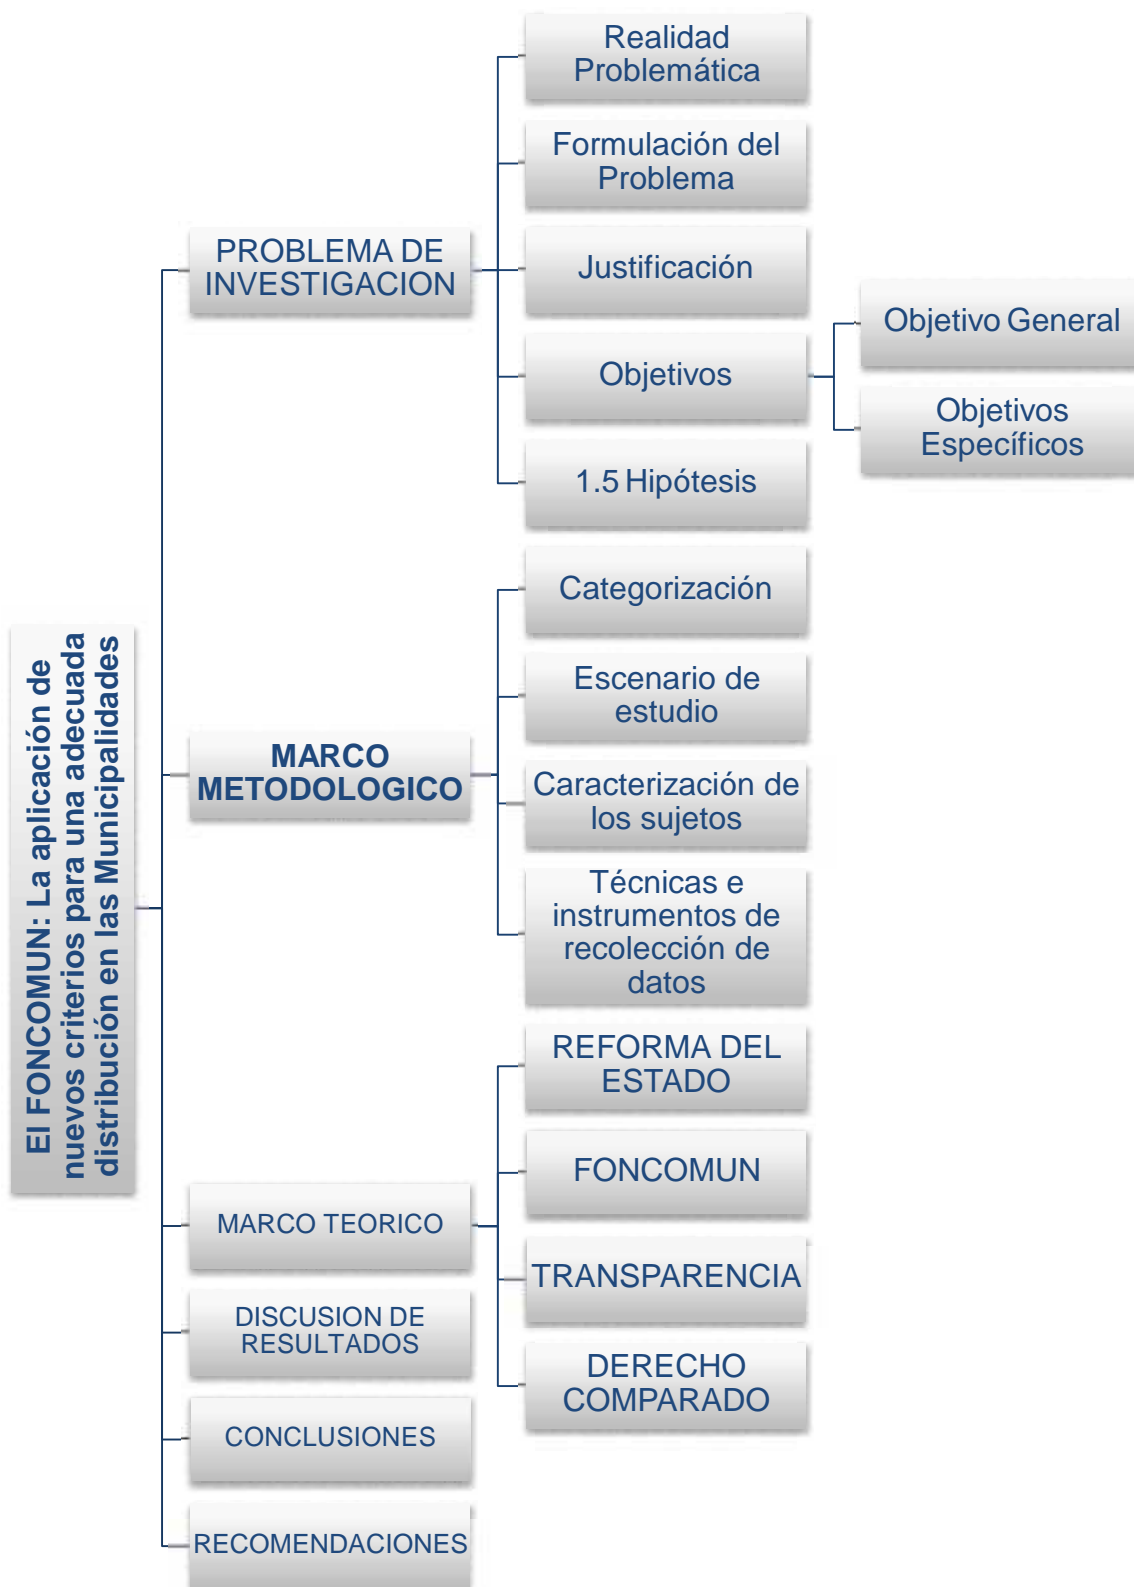 El FONCOMUN: La aplicación de
nuevos criterios para una adecuada
distribución en las Municipalidades
PROBLEMA DE
INVESTIGACION
Realidad
Problemática
Formulación del
Problema
Justificación
Objetivos
Objetivo General
Objetivos
Específicos
1.5 Hipótesis
MARCO
METODOLOGICO
Categorización
Escenario de
estudio
Caracterización de
los sujetos
Técnicas e
instrumentos de
recolección de
datos
MARCO TEORICO
REFORMA DEL
ESTADO
FONCOMUN
TRANSPARENCIA
DERECHO
COMPARADO
DISCUSION DE
RESULTADOS
CONCLUSIONES
RECOMENDACIONES